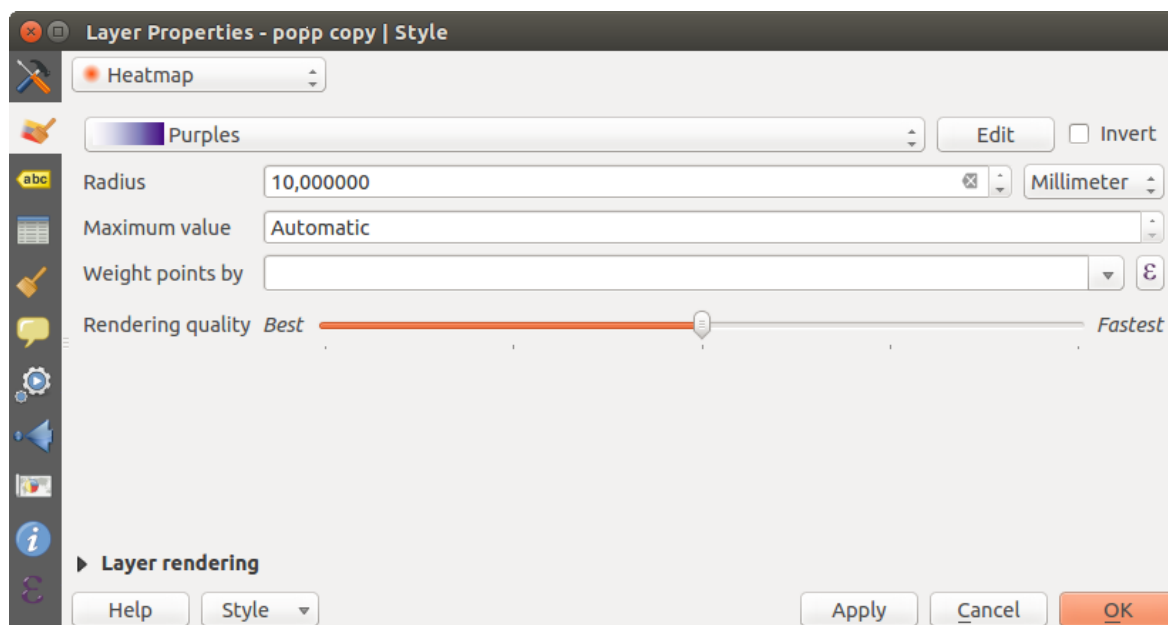 Layer Properties - popp copy | Style
Heatmap
Purples Edit Invert
abc
Radius 10,000000 Millimeter
Maximum value Automatic
Weight points by ε
Rendering quality Best Fastest
i
Layer rendering
ε
Help Style Apply Cancel OK